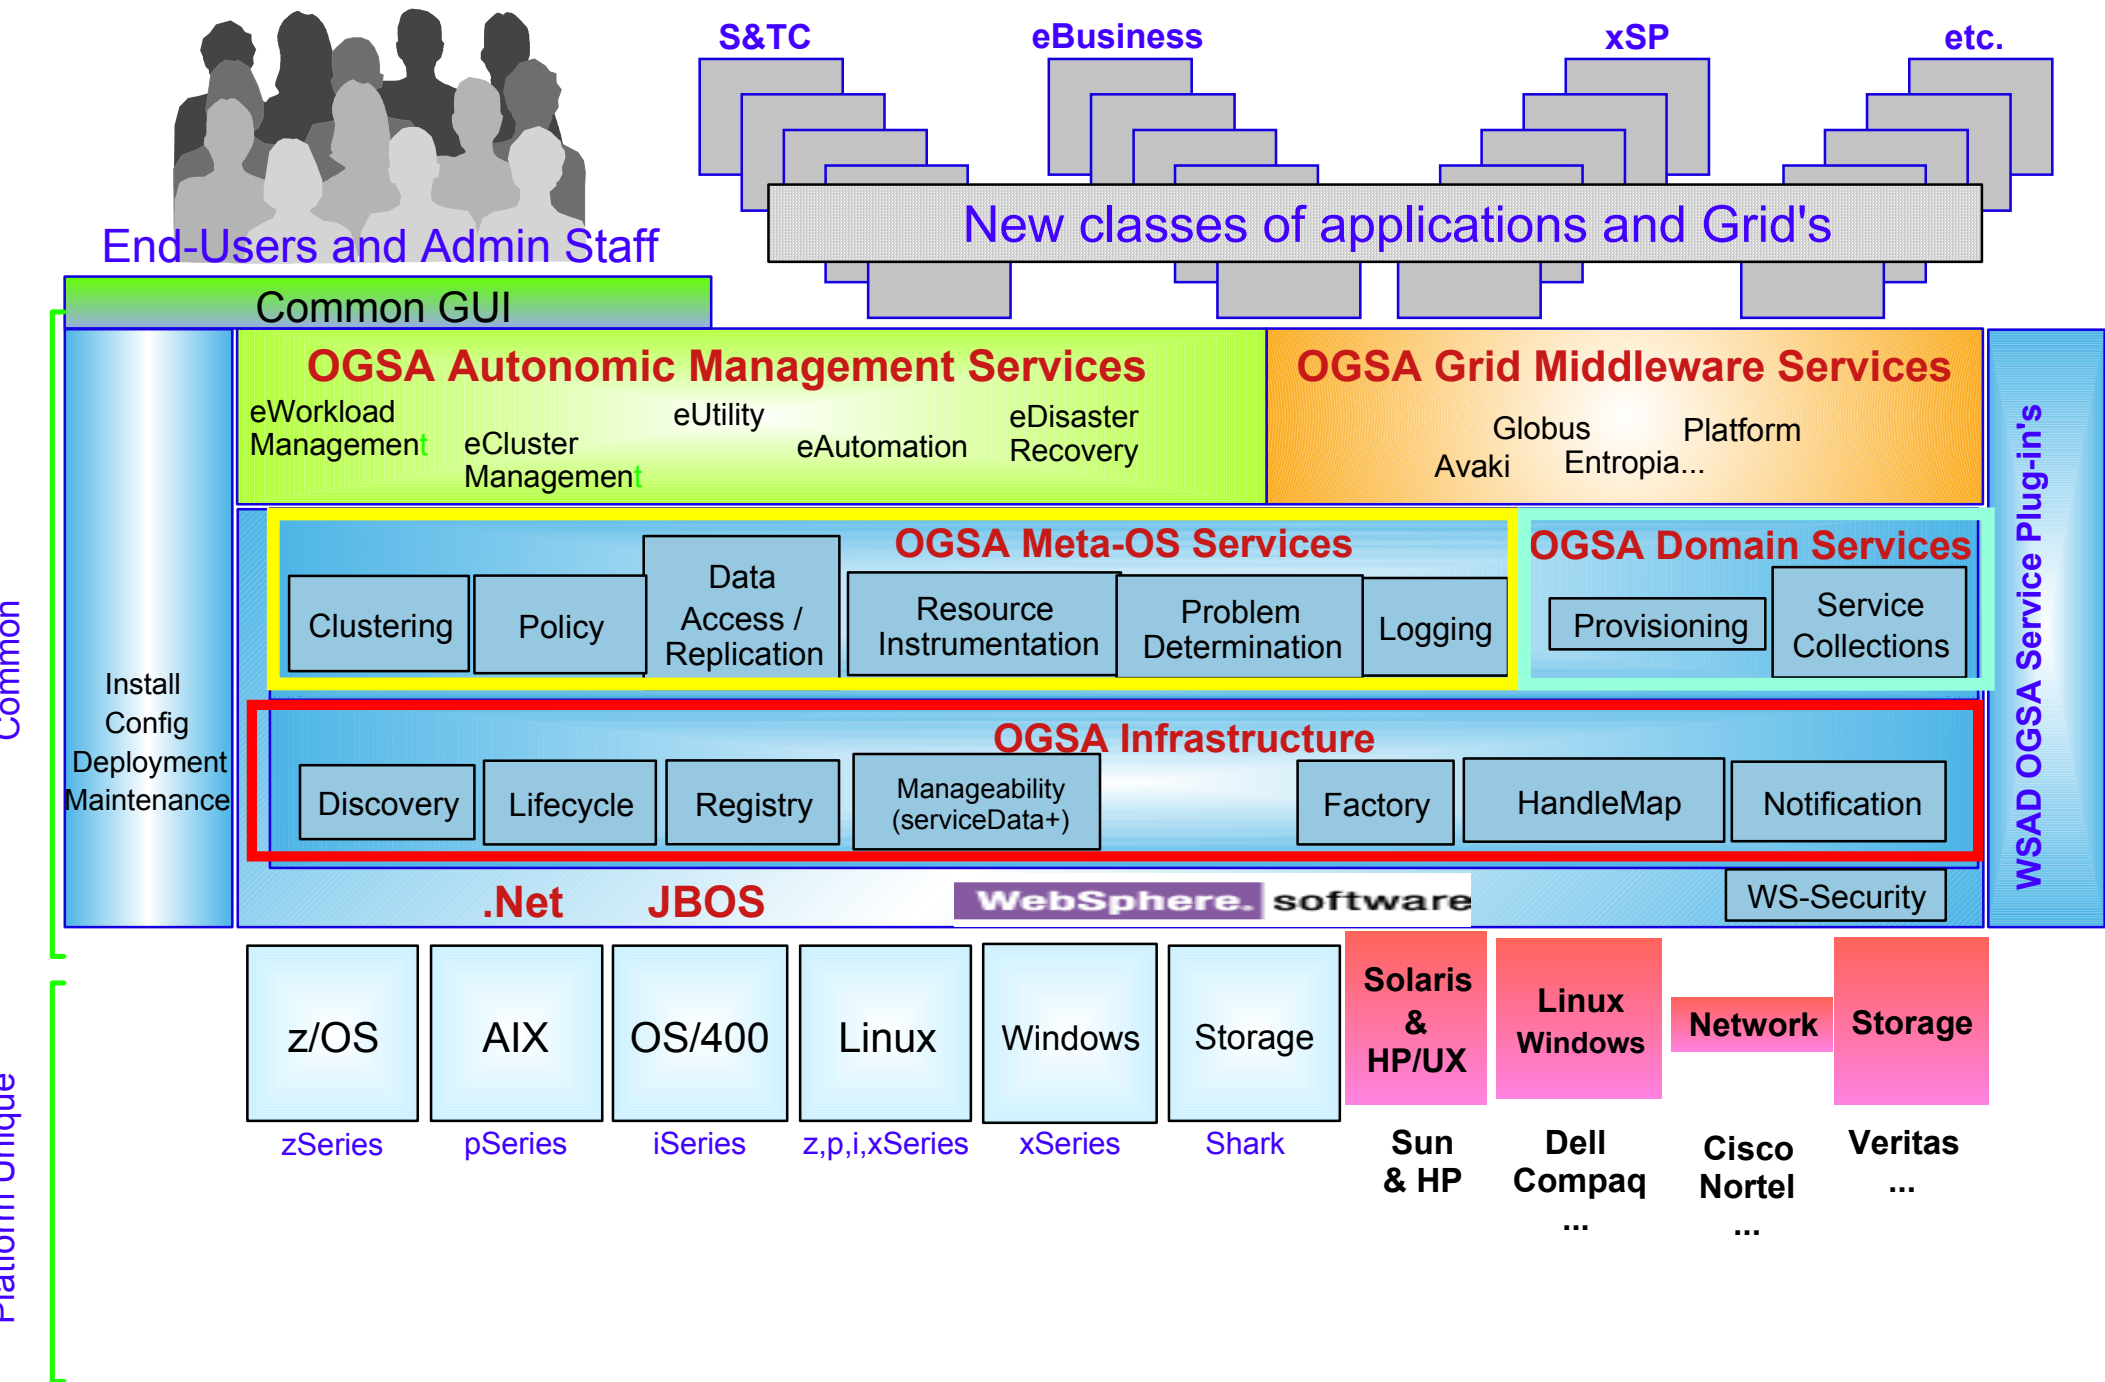 S&TC
eBusiness
xSP
etc.
New classes of applications and Grid's
End-Users and Admin Staff
Common GUI
OGSA Autonomic Management Services
eWorkload
Management
eCluster
Management
eUtility
eAutomation
eDisaster
Recovery
OGSA Grid Middleware Services
Globus
Platform
Avaki
Entropia...
WSAD OGSA Service Plug-in's
Common
Install
Config
Deployment
Maintenance
OGSA Meta-OS Services
Clustering
Policy
Data
Access /
Replication
Resource
Instrumentation
Problem
Determination
Logging
OGSA Domain Services
Provisioning
Service
Collections
OGSA Infrastructure
Discovery
Lifecycle
Registry
Manageability
(serviceData+)
Factory
HandleMap
Notification
.Net
JBOS
WebSphere. software
WS-Security
Platform Unique
z/OS
AIX
OS/400
Linux
Windows
Storage
Solaris
&
HP/UX
Linux
Windows
Network
Storage
zSeries
pSeries
iSeries
z,p,i,xSeries
xSeries
Shark
Sun
& HP
Dell
Compaq
...
Cisco
Nortel
...
Veritas
...